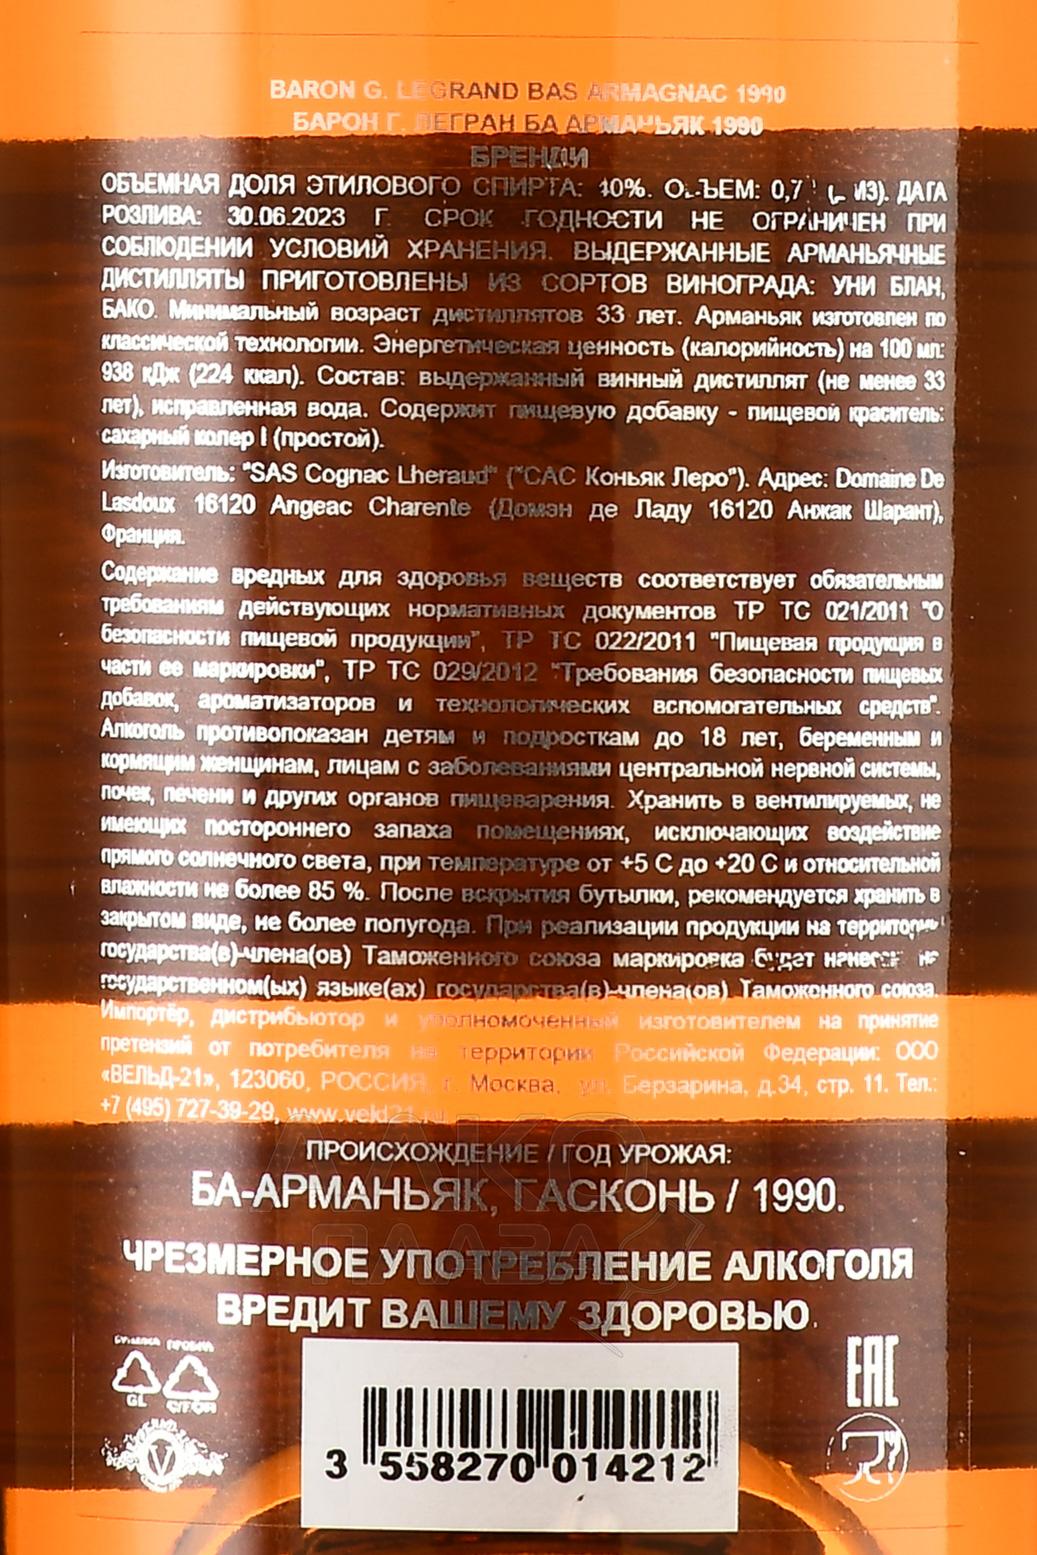 BARON G. LEGRAND BAS ARMAGNAC 1990
БАРОН Г. ЛЕГРАН БА АРМАНЬЯК 1990
БРЕНДИ
ОБЪЕМНАЯ ДОЛЯ ЭТИЛОВОГО СПИРТА: 40%. ОБЪЕМ: 0,7 ДАТА
РОЗЛИВА: 30.06.2023 Г. СРОК ГОДНОСТИ НЕ ОГРАНИЧЕН ПРИ
СОБЛЮДЕНИИ УСЛОВИЙ ХРАНЕНИЯ. ВЫДЕРЖАННЫЕ АРМАНЬЯЧНЫЕ
ДИСТИЛЛЯТЫ ПРИГОТОВЛЕНЫ ИЗ СОРТОВ ВИНОГРАДА: УНИ БЛАН,
БАКО. Минимальный возраст дистиллятов 33 лет. Арманьяк изготовлен по
классической технологии. Энергетическая ценность (калорийность) на 100 мл:
938 кДж (224 ккал). Состав: выдержанный винный дистиллят (не менее 33
лет), исправленная вода. Содержит пищевую добавку - пищевой краситель:
сахарный колер I (простой).
Изготовитель: "SAS Cognac Lheraud" ("САС Коньяк Леро"). Адрес: Domaine De
Lasdoux 16120 Angeac Charente (Домэн де Ладу 16120 Анжак Шарант),
Франция.
Содержание вредных для здоровья веществ соответствует обязательным
требованиям действующих нормативных документов ТР ТС 021/2011 "О
безопасности пищевой продукции", ТР ТС 022/2011 "Пищевая продукция в
части ее маркировки", ТР ТС 029/2012 "Требования безопасности пищевых
добавок, ароматизаторов и технологических вспомогательных средств".
Алкоголь противопоказан детям и подросткам до 18 лет, беременным и
кормящим женщинам, лицам с заболеваниями центральной нервной системы,
почек, печени и других органов пищеварения. Хранить в вентилируемых, не
имеющих постороннего запаха помещениях, исключающих воздействие
прямого солнечного света, при температуре от +5 С до +20 С и относительной
влажности не более 85 %. После вскрытия бутылки, рекомендуется хранить в
закрытом виде, не более полугода. При реализации продукции на территории
государства(в)-члена(ов) Таможенного союза маркировка будет нанесена на
государственном(ых) языке(ах) государства(в)-члена(ов) Таможенного союза.
Импортёр, дистрибьютор и уполномоченный изготовителем на принятие
претензий от потребителя на территории Российской Федерации: ООО
«ВЕЛЬД-21», 123060, РОССИЯ, г. Москва, ул. Берзарина, д.34, стр. 11. Тел.:
+7 (495) 727-39-29, www.veld21.ru
ПРОИСХОЖДЕНИЕ / ГОД УРОЖАЯ:
БА-АРМАНЬЯК, ГАСКОНЬ / 1990.
АЛКО
ПЛАЗА
ЧРЕЗМЕРНОЕ УПОТРЕБЛЕНИЕ АЛКОГОЛЯ
ВРЕДИТ ВАШЕМУ ЗДОРОВЬЮ.
БУТЫЛКА ПРОБКА
GL C/FOR
EAC
3 558270 014212